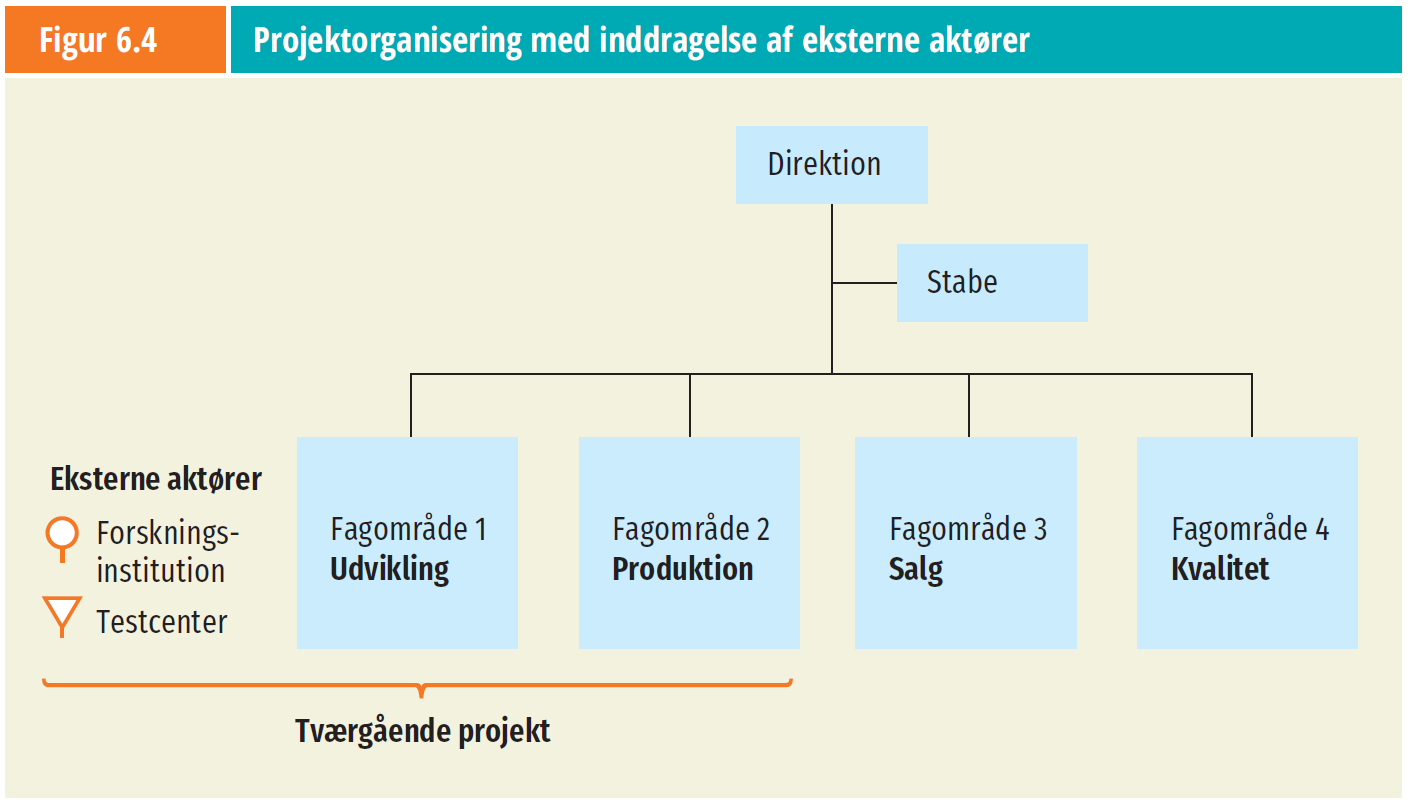 Figur 6.4
Projektorganisering med inddragelse af eksterne aktører
Direktion
Stabe
Eksterne aktører
Forsknings-
institution
Testcenter
Fagområde 1
Udvikling
Fagområde 2
Produktion
Fagområde 3
Salg
Fagområde 4
Kvalitet
Tværgående projekt